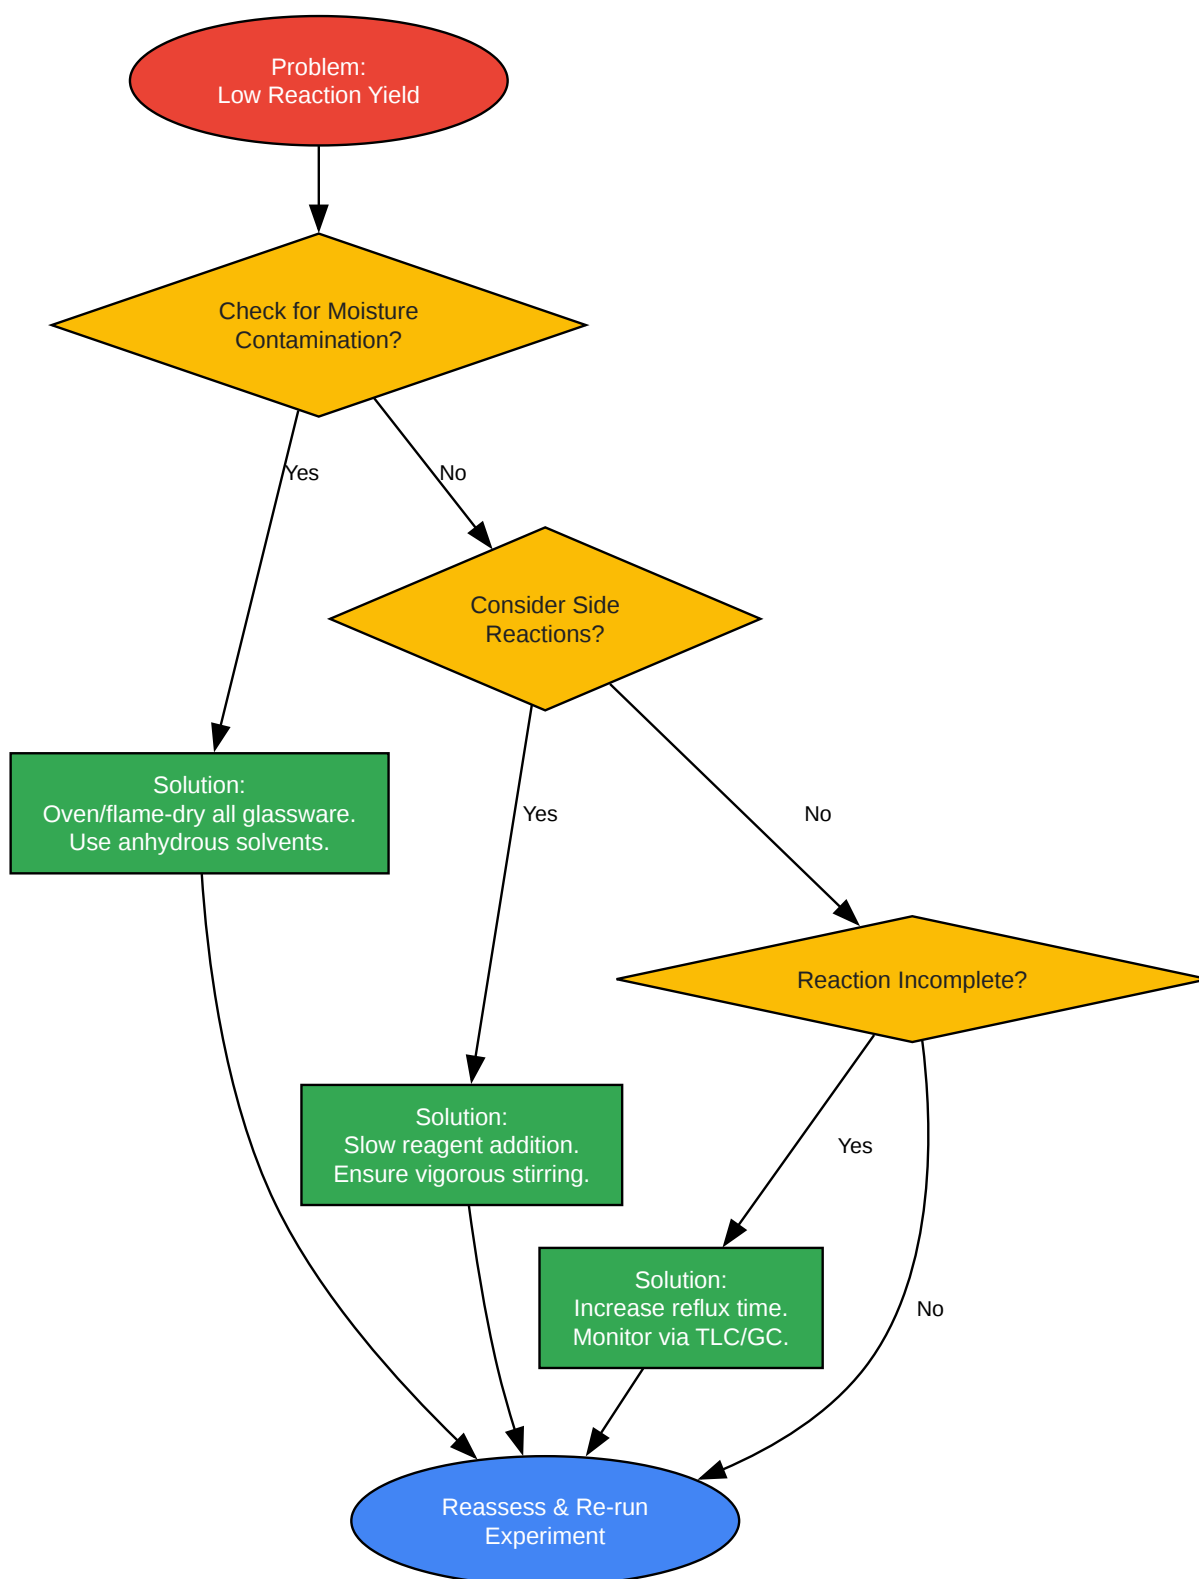 Problem:
Low Reaction Yield
Check for Moisture
Contamination?
Yes
No
Consider Side
Reactions?
Solution:
Oven/flame-dry all glassware.
Use anhydrous solvents.
Yes
No
Reaction Incomplete?
Solution:
Slow reagent addition.
Ensure vigorous stirring.
Yes
Solution:
Increase reflux time.
Monitor via TLC/GC.
No
Reassess & Re-run
Experiment